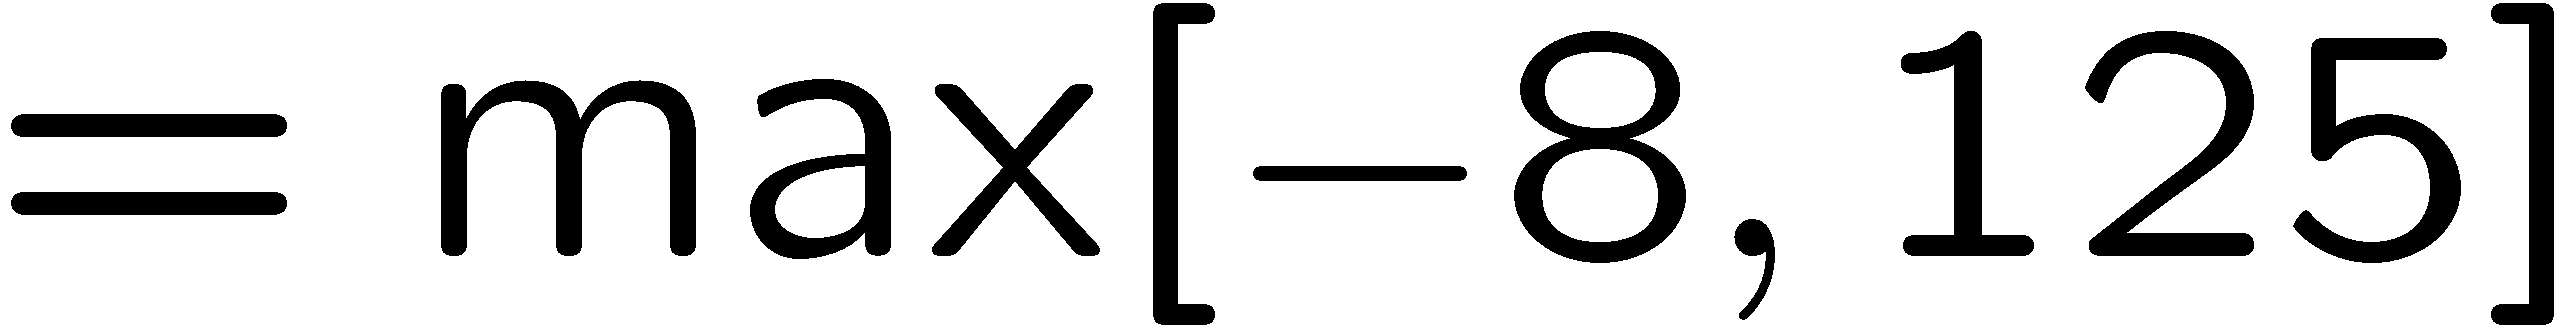 = max[−8, 125]